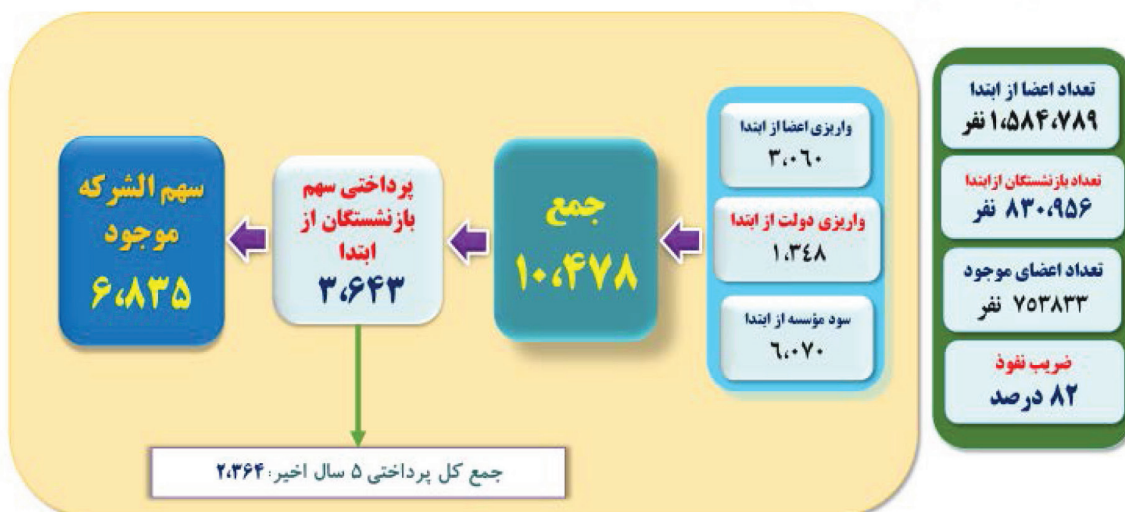 تعداد اعضا از ابتدا
۱،۵۸۴،۷۸۹ نفر
تعداد بازنشستگان از ابتدا
۸۳۰،۹۵۶ نفر
تعداد اعضای موجود
۷۵۳۸۳۳ نفر
ضریب نفوذ
۸۲ درصد
واریزی اعضا از ابتدا
۳،۰۶۰
واریزی دولت از ابتدا
۱،۳٤۸
سود مؤسسه از ابتدا
٦،۰۷۰
جمع
۱۰،۴۷۸
پرداختی سهم
بازنشستگان از
ابتدا
۳،۶۴۳
سهم الشرکه
موجود
۶،۸۳۵
جمع کل پرداختی ۵ سال اخیر: ۲،۳۶۴